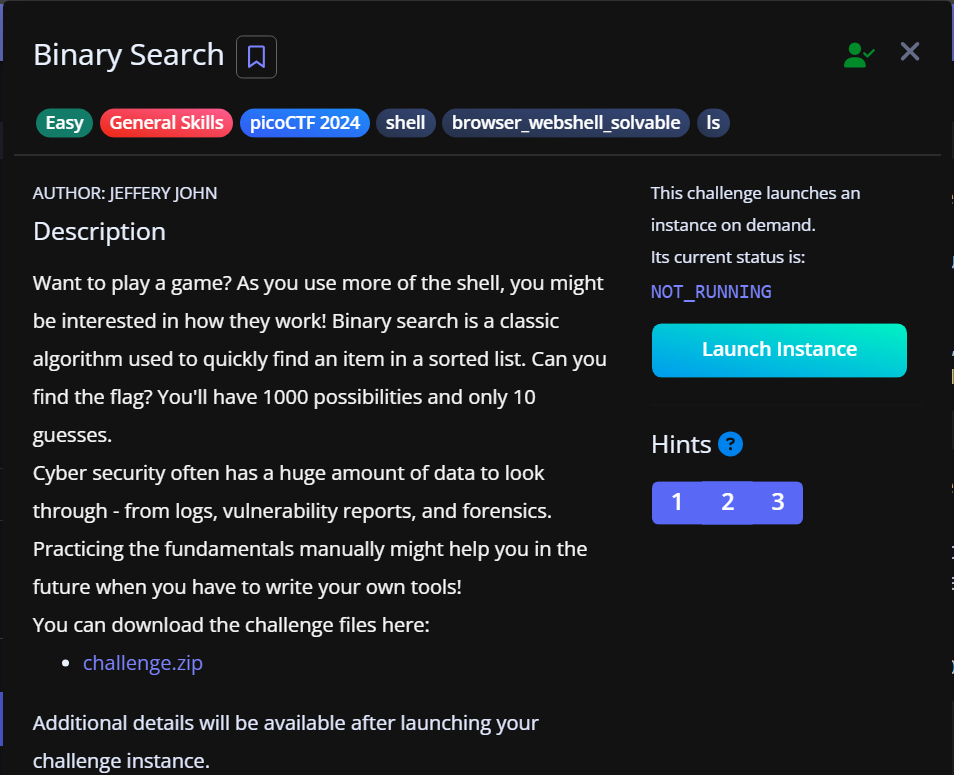 Binary Search
Easy General Skills picoCTF 2024 shell browser_webshell_solvable ls
AUTHOR: JEFFERY JOHN
Description
Want to play a game? As you use more of the shell, you might
be interested in how they work! Binary search is a classic
algorithm used to quickly find an item in a sorted list. Can you
find the flag? You'll have 1000 possibilities and only 10
guesses.
Cyber security often has a huge amount of data to look
through - from logs, vulnerability reports, and forensics.
Practicing the fundamentals manually might help you in the
future when you have to write your own tools!
You can download the challenge files here:
• challenge.zip
Additional details will be available after launching your
challenge instance.
This challenge launches an
instance on demand.
Its current status is:
NOT_RUNNING
Launch Instance
Hints ?
1 2 3